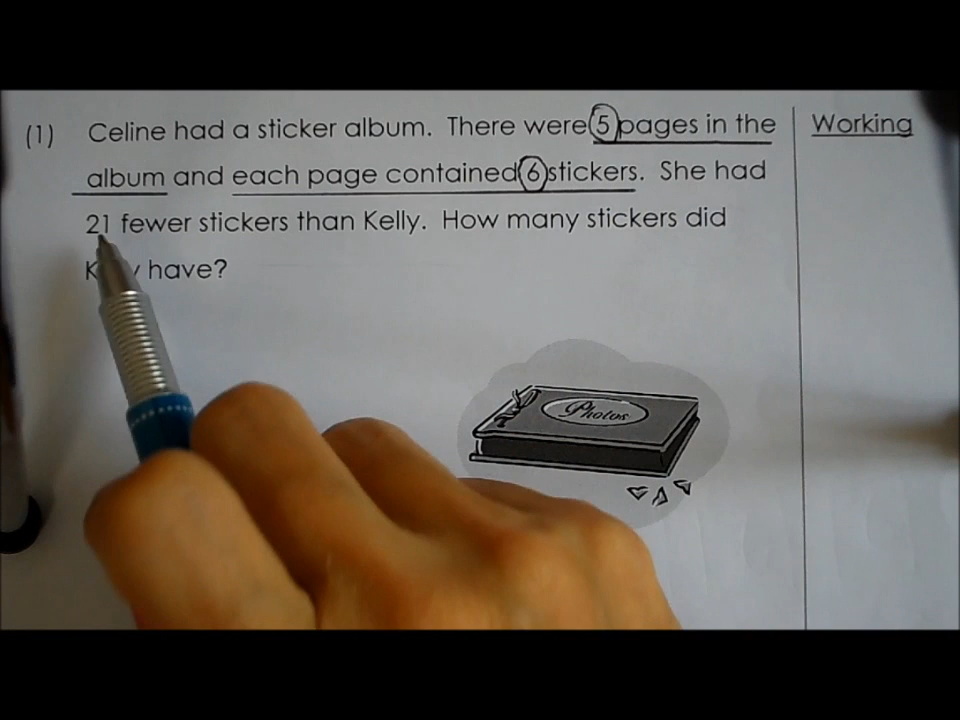 (1) Celine had a sticker album. There were 5 pages in the Working
album and each page contained 6 stickers. She had
21 fewer stickers than Kelly. How many stickers did
have?
Photos